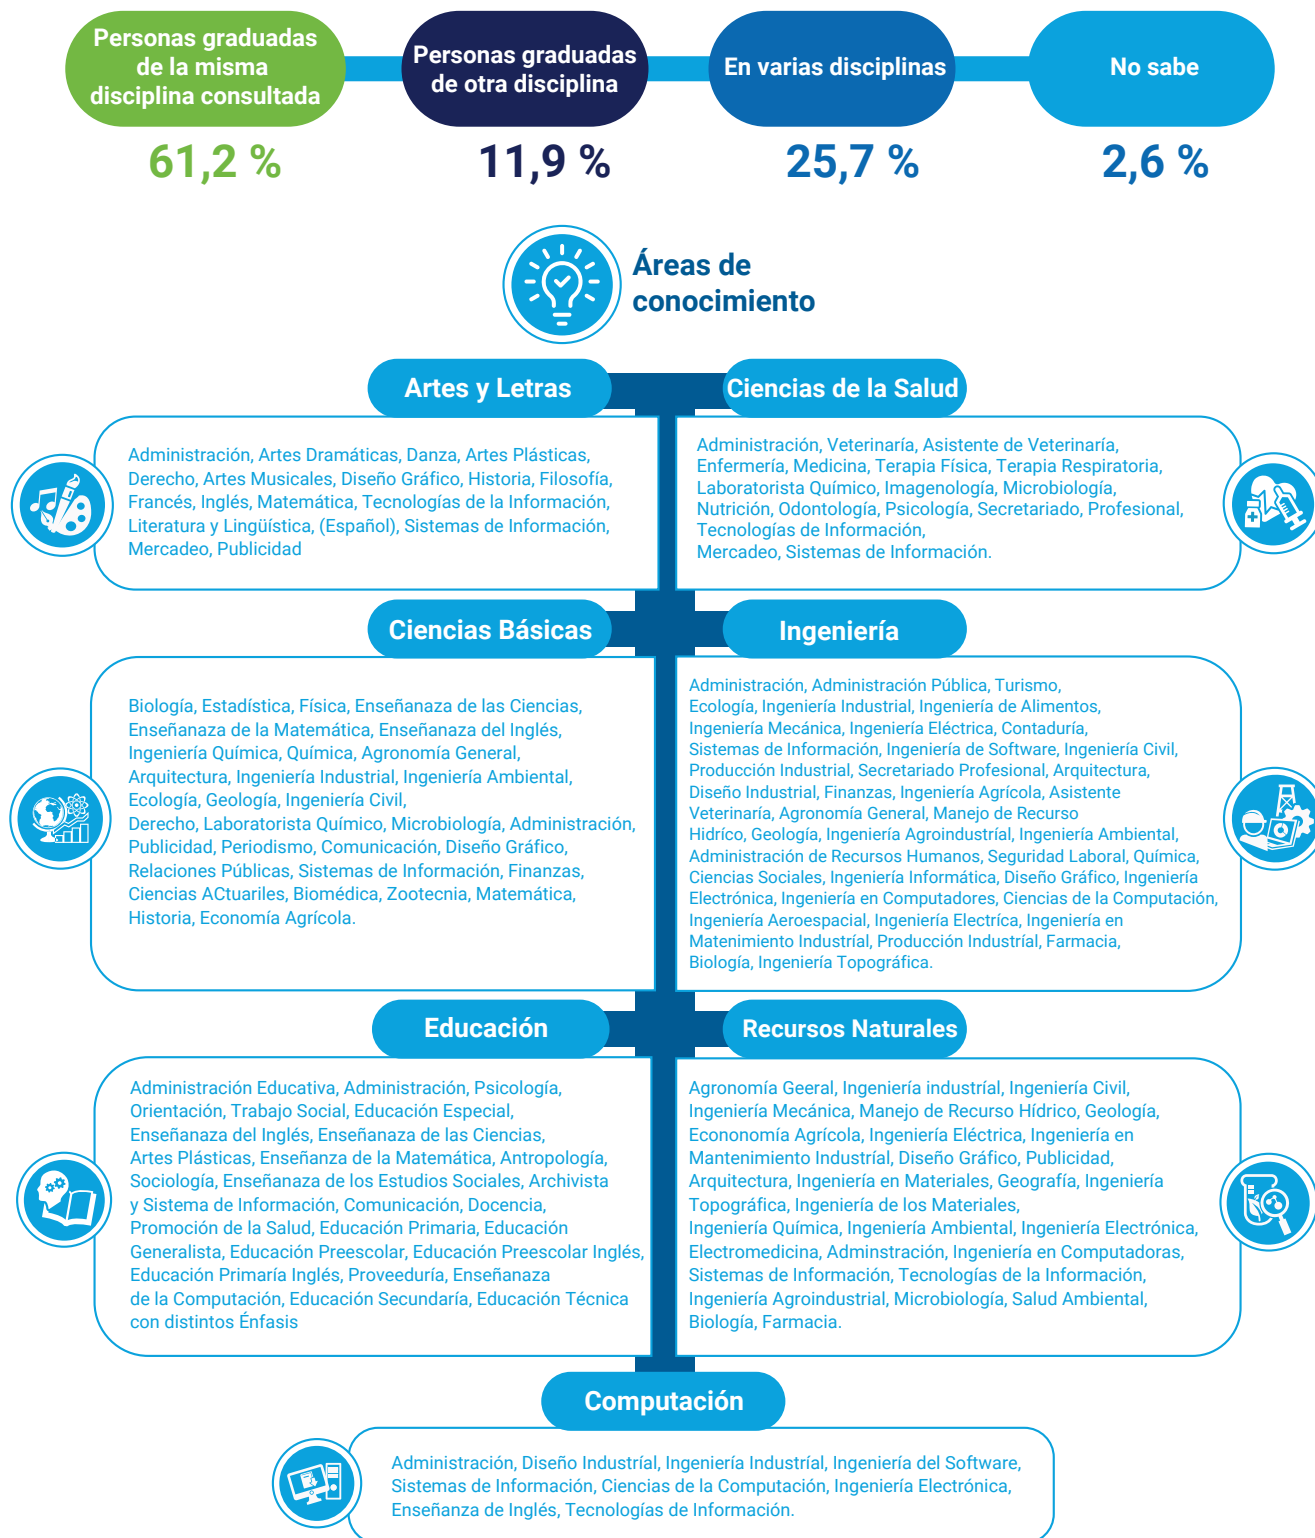 Personas graduadas
de la misma
disciplina consultada
61,2 %
Personas graduadas
de otra disciplina
11,9 %
En varias disciplinas
25,7 %
No sabe
2,6 %
Áreas de
conocimiento
Artes y Letras
Administración, Artes Dramáticas, Danza, Artes Plásticas,
Derecho, Artes Musicales, Diseño Gráfico, Historia, Filosofía,
Francés, Inglés, Matemática, Tecnologías de la Información,
Literatura y Lingüística, (Español), Sistemas de Información,
Mercadeo, Publicidad
Ciencias de la Salud
Administración, Veterinaría, Asistente de Veterinaría,
Enfermería, Medicina, Terapia Física, Terapia Respiratoria,
Laboratorista Químico, Imagenología, Microbiología,
Nutrición, Odontología, Psicología, Secretariado, Profesional,
Tecnologías de Información,
Mercadeo, Sistemas de Información.
Ciencias Básicas
Biología, Estadística, Física, Enseñanaza de las Ciencias,
Enseñanaza de la Matemática, Enseñanaza del Inglés,
Ingeniería Química, Química, Agronomía General,
Arquitectura, Ingeniería Industrial, Ingeniería Ambiental,
Ecología, Geología, Ingeniería Civil,
Derecho, Laboratorista Químico, Microbiología, Administración,
Publicidad, Periodismo, Comunicación, Diseño Gráfico,
Relaciones Públicas, Sistemas de Información, Finanzas,
Ciencias ACtuariles, Biomédica, Zootecnia, Matemática,
Historia, Economía Agrícola.
Ingeniería
Administración, Administración Pública, Turismo,
Ecología, Ingeniería Industrial, Ingeniería de Alimentos,
Ingeniería Mecánica, Ingeniería Eléctrica, Contaduría,
Sistemas de Información, Ingeniería de Software, Ingeniería Civil,
Producción Industrial, Secretariado Profesional, Arquitectura,
Diseño Industrial, Finanzas, Ingeniería Agrícola, Asistente
Veterinaría, Agronomía General, Manejo de Recurso
Hidríco, Geología, Ingeniería Agroindustríal, Ingeniería Ambiental,
Administración de Recursos Humanos, Seguridad Laboral, Química,
Ciencias Sociales, Ingeniería Informática, Diseño Gráfico, Ingeniería
Electrónica, Ingeniería en Computadores, Ciencias de la Computación,
Ingeniería Aeroespacial, Ingeniería Electríca, Ingeniería en
Matenimiento Industríal, Producción Industríal, Farmacia,
Biología, Ingeniería Topográfica.
Educación
Administración Educativa, Administración, Psicología,
Orientación, Trabajo Social, Educación Especial,
Enseñanaza del Inglés, Enseñanaza de las Ciencias,
Artes Plásticas, Enseñanza de la Matemática, Antropología,
Sociología, Enseñanaza de los Estudios Sociales, Archivista
y Sistema de Información, Comunicación, Docencia,
Promoción de la Salud, Educación Primaria, Educación
Generalista, Educación Preescolar, Educación Preescolar Inglés,
Educación Primaría Inglés, Proveeduría, Enseñanaza
de la Computación, Educación Secundaría, Educación Técnica
con distintos Énfasis
Recursos Naturales
Agronomía Geeral, Ingeniería industríal, Ingeniería Civil,
Ingeniería Mecánica, Manejo de Recurso Hídrico, Geología,
Econonomía Agrícola, Ingeniería Eléctrica, Ingeniería en
Mantenimiento Industrial, Diseño Gráfico, Publicidad,
Arquitectura, Ingeniería en Materiales, Geografía, Ingeniería
Topográfica, Ingeniería de los Materiales,
Ingeniería Química, Ingeniería Ambiental, Ingeniería Electrónica,
Electromedicina, Adminstración, Ingeniería en Computadoras,
Sistemas de Información, Tecnologías de la Información,
Ingeniería Agroindustrial, Microbiología, Salud Ambiental,
Biología, Farmacia.
Computación
Administración, Diseño Industríal, Ingeniería Industrial, Ingeniería del Software,
Sistemas de Información, Ciencias de la Computación, Ingeniería Electrónica,
Enseñanza de Inglés, Tecnologías de Información.